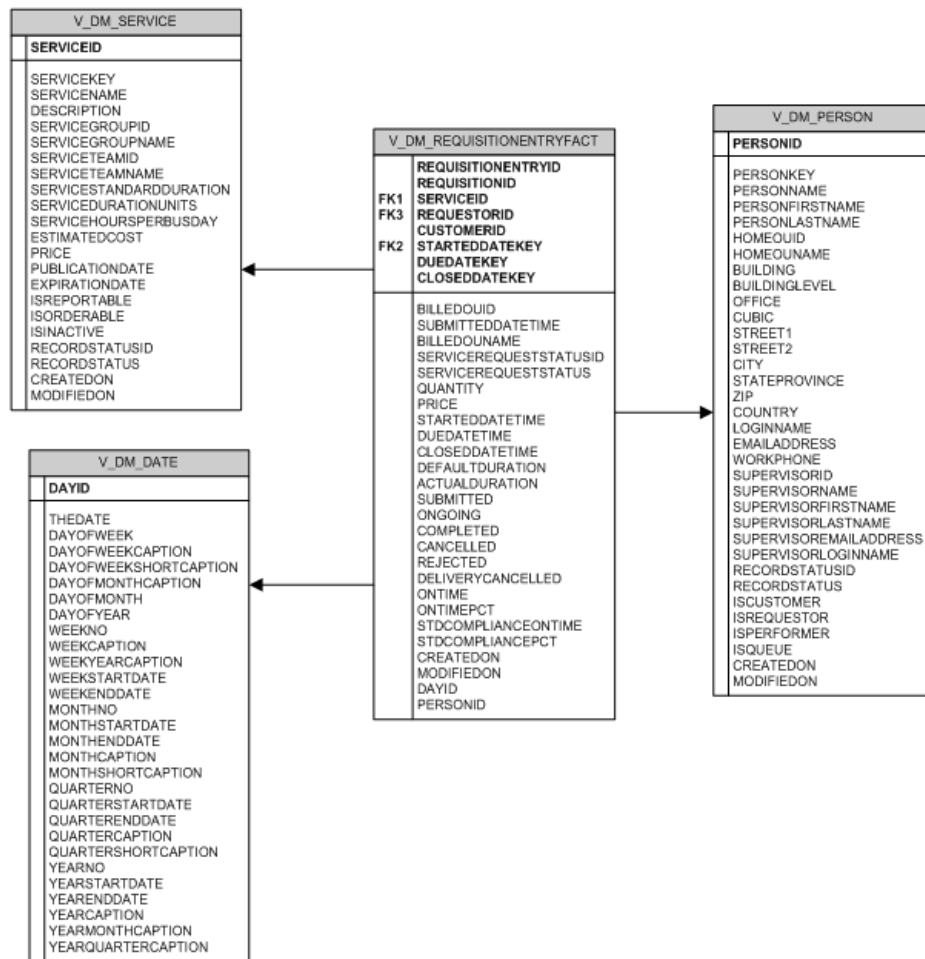 V_DM_SERVICE
SERVICEID
SERVICEKEY
SERVICENAME
DESCRIPTION
SERVICEGROUPID
SERVICEGROUPNAME
SERVICETEAMID
SERVICETEAMNAME
SERVICESTANDARDDURATION
SERVICEDURATIONUNITS
SERVICEHOURSPERBUSDAY
ESTIMATEDCOST
PRICE
PUBLICATIONDATE
EXPIRATIONDATE
ISREPORTABLE
ISORDERABLE
ISINACTIVE
RECORDSTATUSID
RECORDSTATUS
CREATEDON
MODIFIEDON
V_DM_DATE
DAYID
THEDATE
DAYOFWEEK
DAYOFWEEKCAPTION
DAYOFWEEKSHORTCAPTION
DAYOFMONTHCAPTION
DAYOFMONTH
DAYOFYEAR
WEEKNO
WEEKCAPTION
WEEKYEARCAPTION
WEEKSTARTDATE
WEEKENDDATE
MONTHNO
MONTHSTARTDATE
MONTHENDDATE
MONTHCAPTION
MONTHSHORTCAPTION
QUARTERNO
QUARTERSTARTDATE
QUARTERENDDATE
QUARTERCAPTION
QUARTERSHORTCAPTION
YEARNO
YEARSTARTDATE
YEARENDDATE
YEARCAPTION
YEARMONTHCAPTION
YEARQUARTERCAPTION
V_DM_REQUISITIONENTRYFACT
REQUISITIONENTRYID
REQUISITIONID
FK1 SERVICEID
FK3 REQUESTORID
CUSTOMERID
FK2 STARTEDDATEKEY
DUEDATEKEY
CLOSEDDATEKEY
BILLEDOUID
SUBMITTEDDATETIME
BILLEDOUNAME
SERVICEREQUESTSTATUSID
SERVICEREQUESTSTATUS
QUANTITY
PRICE
STARTEDDATETIME
DUEDATETIME
CLOSEDDATETIME
DEFAULTDURATION
ACTUALDURATION
SUBMITTED
ONGOING
COMPLETED
CANCELLED
REJECTED
DELIVERYCANCELLED
ONTIME
ONTIMEPCT
STDCOMPLIANCEONTIME
STDCOMPLIANCEPCT
CREATEDON
MODIFIEDON
DAYID
PERSONID
V_DM_PERSON
PERSONID
PERSONKEY
PERSONNAME
PERSONFIRSTNAME
PERSONLASTNAME
HOMEOUID
HOMEOUNAME
BUILDING
BUILDINGLEVEL
OFFICE
CUBIC
STREET1
STREET2
CITY
STATEPROVINCE
ZIP
COUNTRY
LOGINNAME
EMAILADDRESS
WORKPHONE
SUPERVISORID
SUPERVISORNAME
SUPERVISORFIRSTNAME
SUPERVISORLASTNAME
SUPERVISOREMAILADDRESS
SUPERVISORLOGINNAME
RECORDSTATUSID
RECORDSTATUS
ISCUSTOMER
ISREQUESTOR
ISPERFORMER
ISQUEUE
CREATEDON
MODIFIEDON